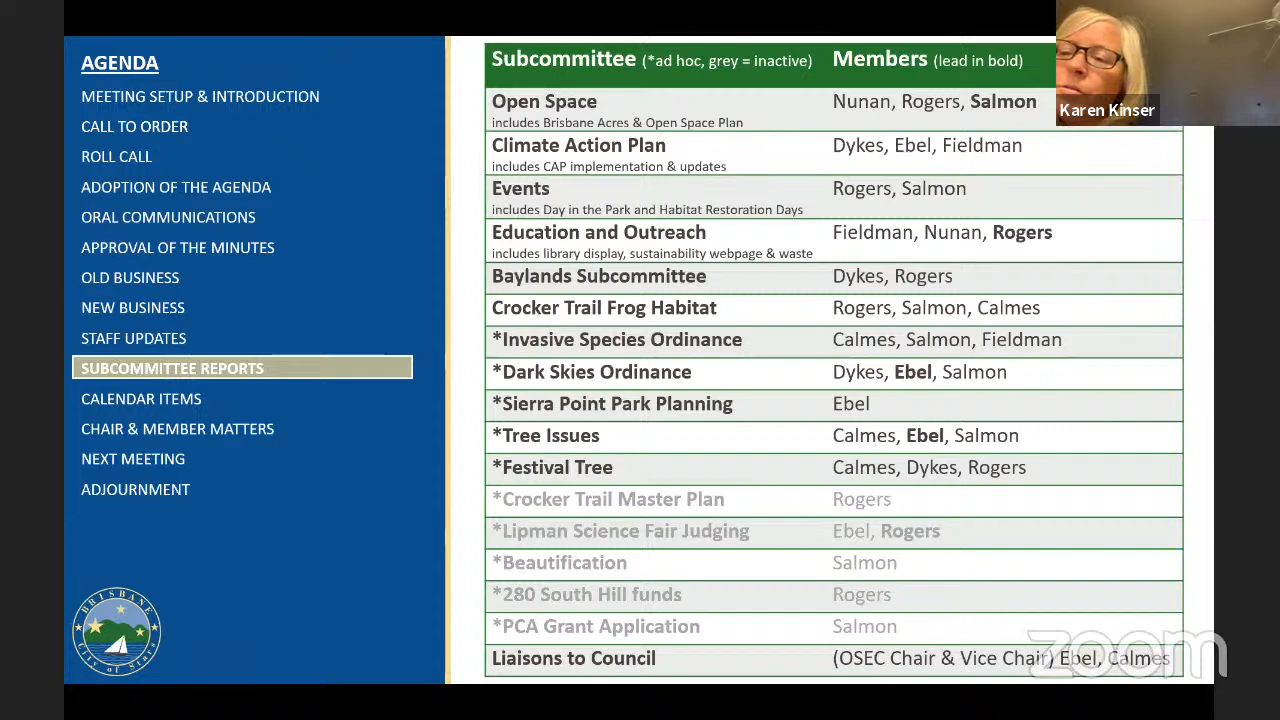 AGENDA
MEETING SETUP & INTRODUCTION
CALL TO ORDER
ROLL CALL
ADOPTION OF THE AGENDA
ORAL COMMUNICATIONS
APPROVAL OF THE MINUTES
OLD BUSINESS
NEW BUSINESS
STAFF UPDATES
SUBCOMMITTEE REPORTS
CALENDAR ITEMS
CHAIR & MEMBER MATTERS
NEXT MEETING
ADJOURNMENT
BRISBANE
City of Stars
Subcommittee (*ad hoc, grey = inactive) Members (lead in bold)
Open Space Nunan, Rogers, Salmon
includes Brisbane Acres & Open Space Plan
Climate Action Plan Dykes, Ebel, Fieldman
includes CAP implementation & updates
Events Rogers, Salmon
includes Day in the Park and Habitat Restoration Days
Education and Outreach Fieldman, Nunan, Rogers
includes library display, sustainability webpage & waste
Baylands Subcommittee Dykes, Rogers
Crocker Trail Frog Habitat Rogers, Salmon, Calmes
*Invasive Species Ordinance Calmes, Salmon, Fieldman
*Dark Skies Ordinance Dykes, Ebel, Salmon
*Sierra Point Park Planning Ebel
*Tree Issues Calmes, Ebel, Salmon
*Festival Tree Calmes, Dykes, Rogers
*Crocker Trail Master Plan Rogers
*Lipman Science Fair Judging Ebel, Rogers
*Beautification Salmon
*280 South Hill funds Rogers
*PCA Grant Application Salmon
Liaisons to Council (OSEC Chair & Vice Chair) Ebel, Calmes
Karen Kinser
zoom